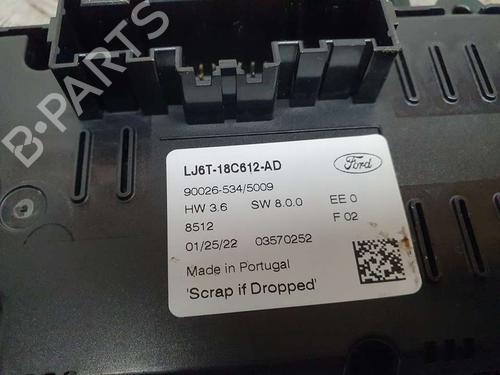 B-PARTS
LJ6T-18C612-AD
Ford
90026-534/5009
HW 3.6 SW 8.0.0 EE 0
8512 F 02
01/25/22 03570252
Made in Portugal
'Scrap if Dropped'